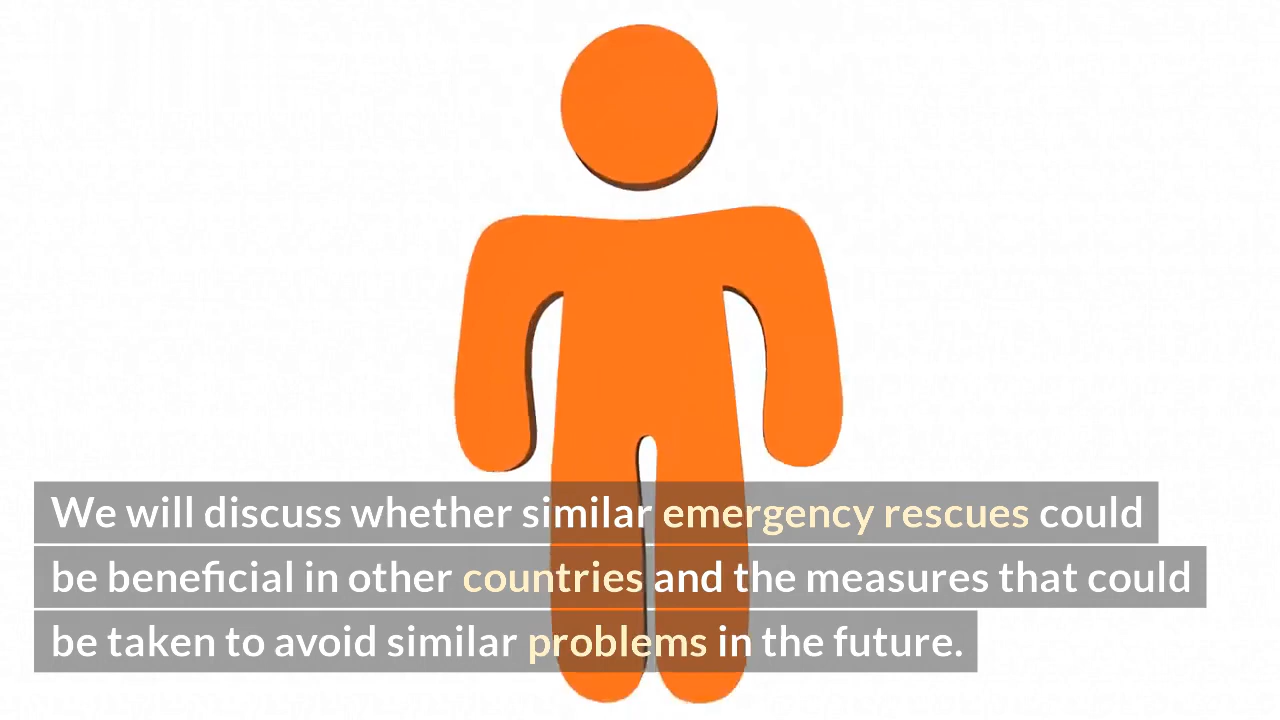 We will discuss whether similar emergency rescues could
be beneficial in other countries and the measures that could
be taken to avoid similar problems in the future.